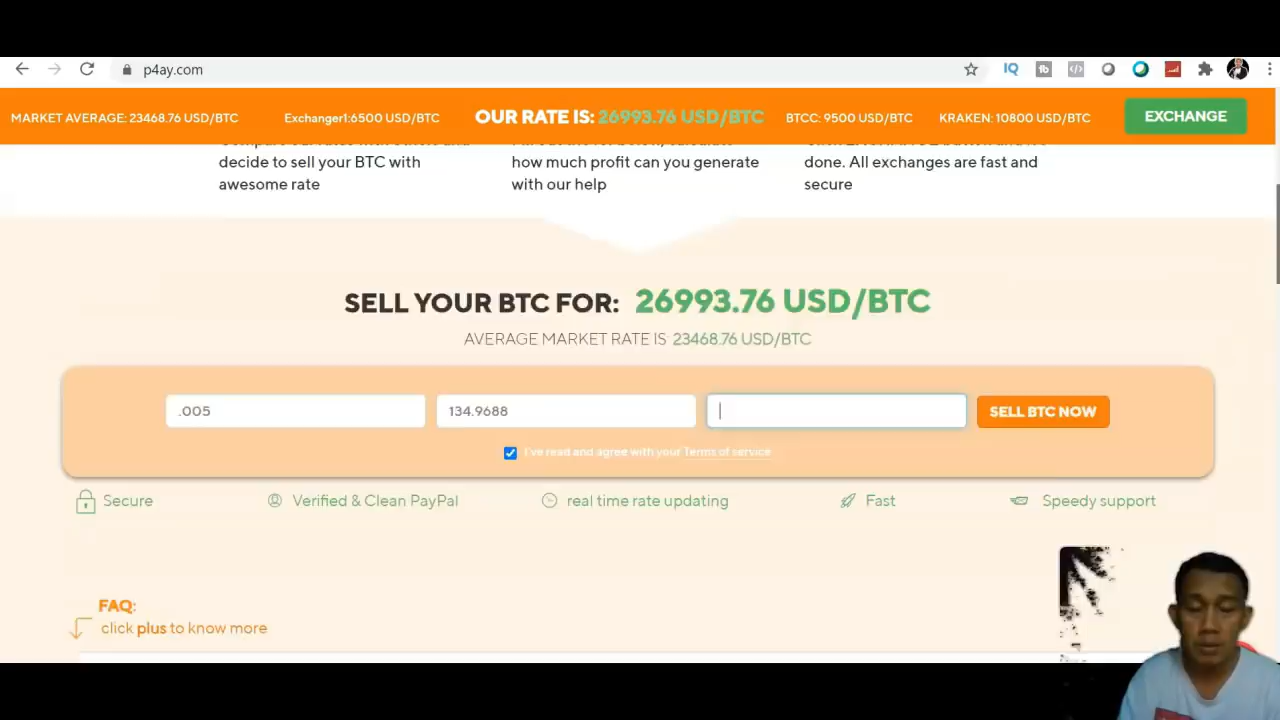 p4ay.com
MARKET AVERAGE: 23468.76 USD/BTC
Exchanger1:6500 USD/BTC
OUR RATE IS: 26993.76 USD/BTC
BTCC: 9500 USD/BTC
KRAKEN: 10800 USD/BTC
EXCHANGE
decide to sell your BTC with
awesome rate
how much profit can you generate
with our help
done. All exchanges are fast and
secure
SELL YOUR BTC FOR: 26993.76 USD/BTC
AVERAGE MARKET RATE IS 23468.76 USD/BTC
.005
134.9688
SELL BTC NOW
I've read and agree with your Terms of service
Secure
Verified & Clean PayPal
real time rate updating
Fast
Speedy support
FAQ:
click plus to know more